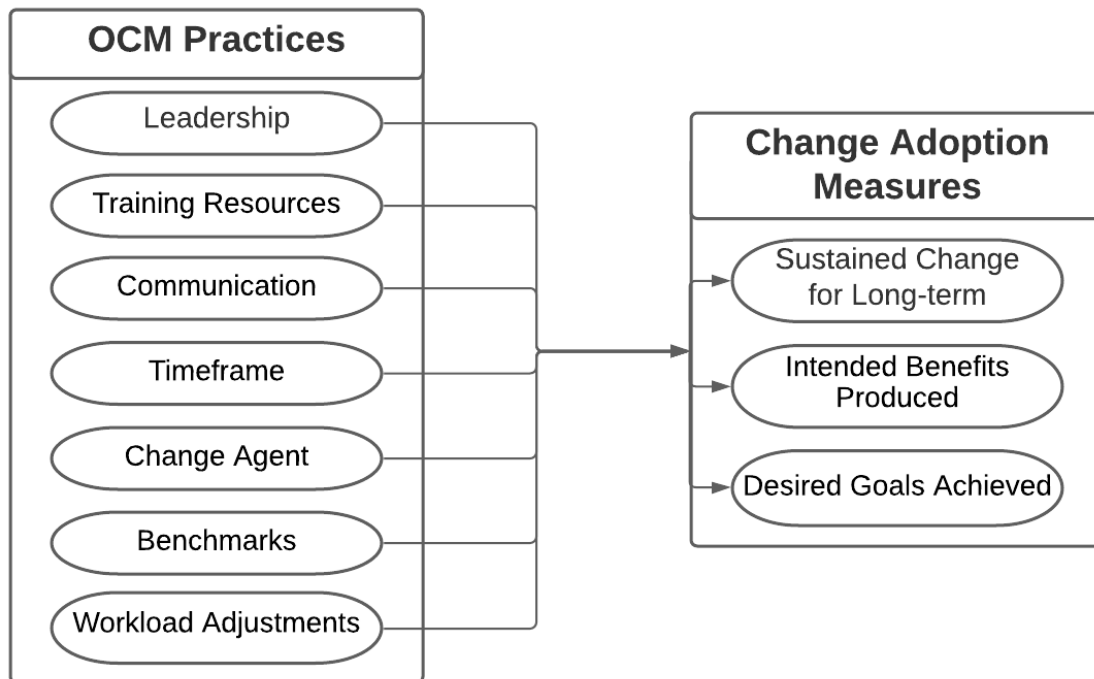 OCM Practices
Leadership
Training Resources
Communication
Timeframe
Change Agent
Benchmarks
Workload Adjustments
Change Adoption
Measures
Sustained Change
for Long-term
Intended Benefits
Produced
Desired Goals Achieved